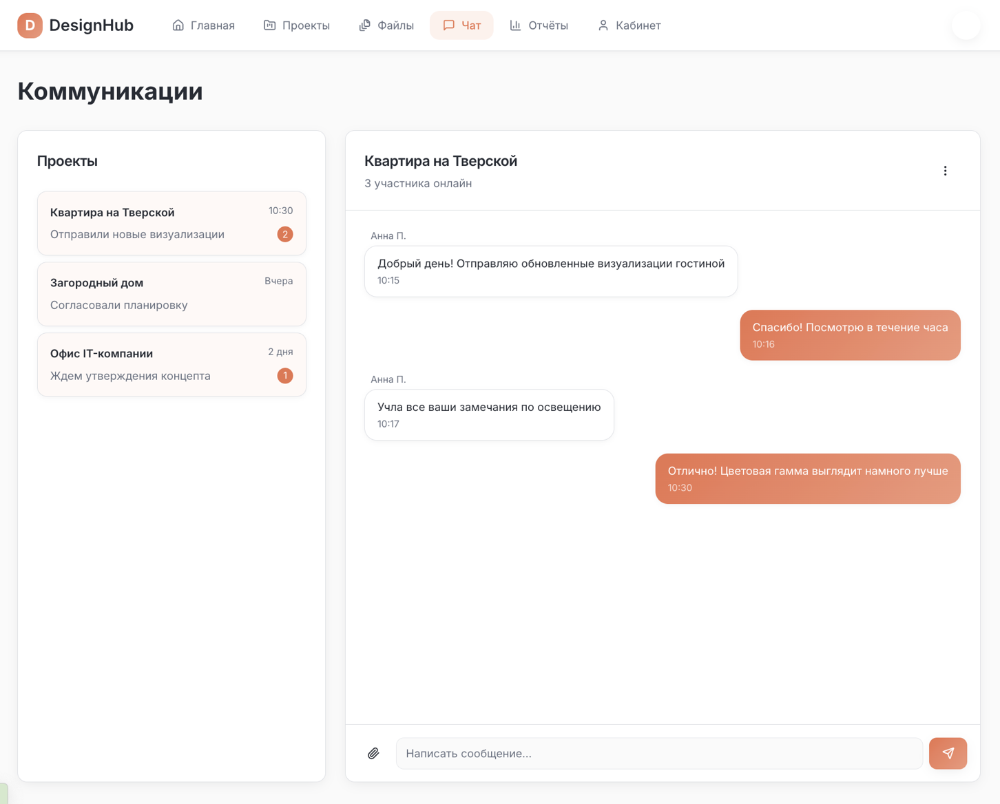 D DesignHub Главная Проекты Файлы Чат Отчёты Кабинет
Коммуникации
Проекты
Квартира на Тверской 10:30
Отправили новые визуализации 2
Загородный дом Вчера
Согласовали планировку
Офис IT-компании 2 дня
Ждем утверждения концепта 1
Квартира на Тверской
3 участника онлайн
Анна П.
Добрый день! Отправляю обновленные визуализации гостиной
10:15
Спасибо! Посмотрю в течение часа
10:16
Анна П.
Учла все ваши замечания по освещению
10:17
Отлично! Цветовая гамма выглядит намного лучше
10:30
Написать сообщение...